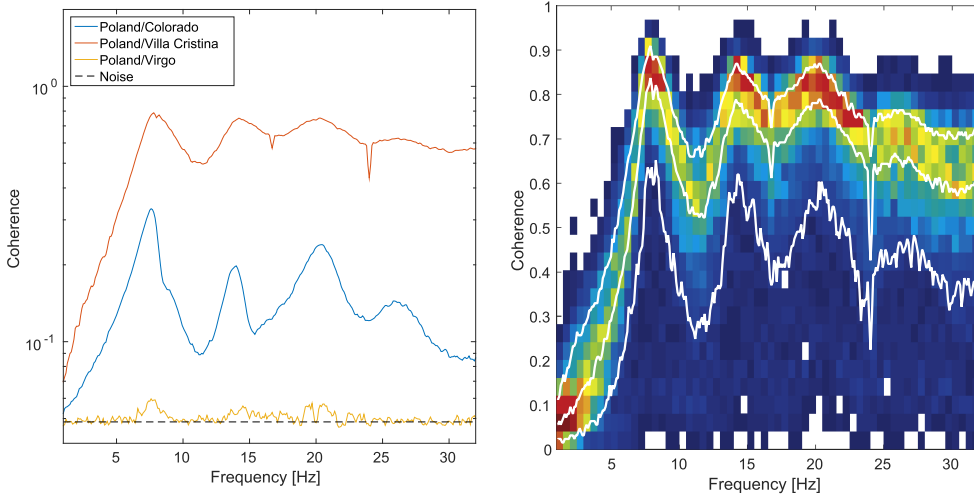 Poland/Colorado
Poland/Villa Cristina
Poland/Virgo
Noise
10^0
10^-1
Coherence
5 10 15 20 25 30
Frequency [Hz]
1
0.9
0.8
0.7
0.6
0.5
0.4
0.3
0.2
0.1
0
Coherence
5 10 15 20 25 30
Frequency [Hz]